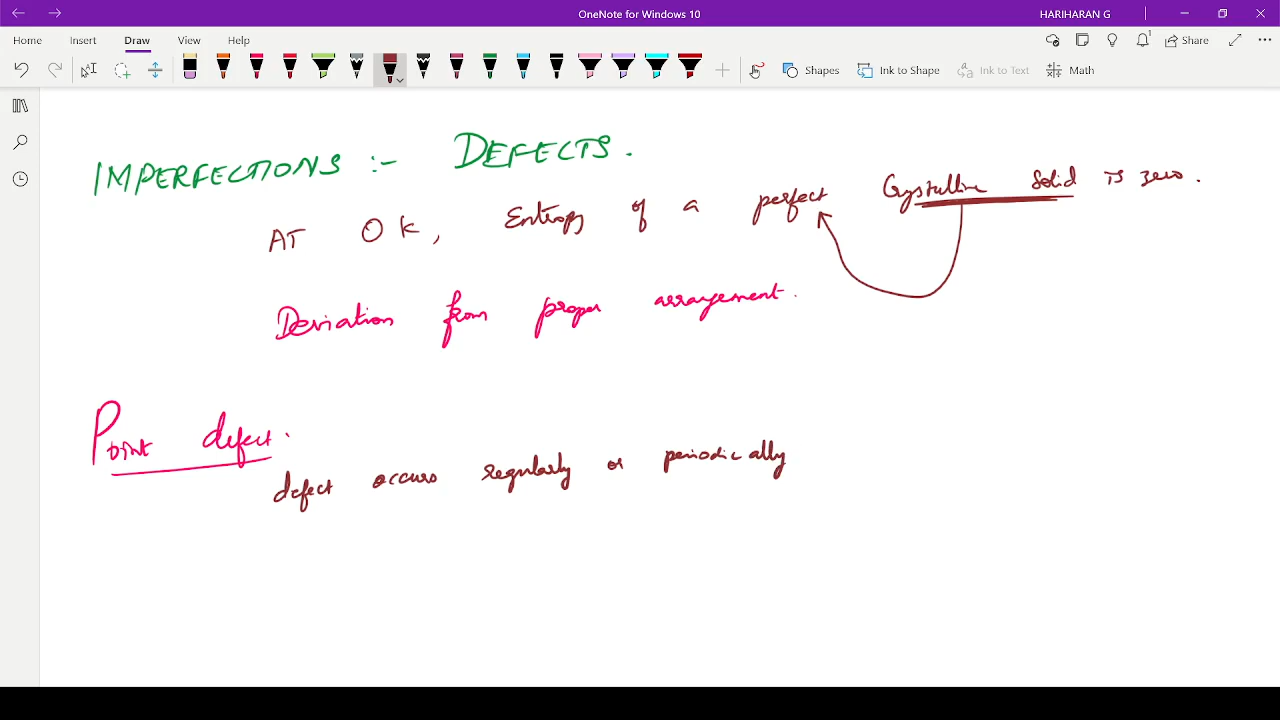 OneNote for Windows 10
HARIHARAN G
Home Insert Draw View Help
Share
Shapes Ink to Shape Ink to Text Math
IMPERFECTIONS :- DEFECTS.
AT 0 K, Entropy of a perfect Crystalline Solid is zero.
Deviation from proper arrangement.
Point defect.
defect occurs regularly or periodically